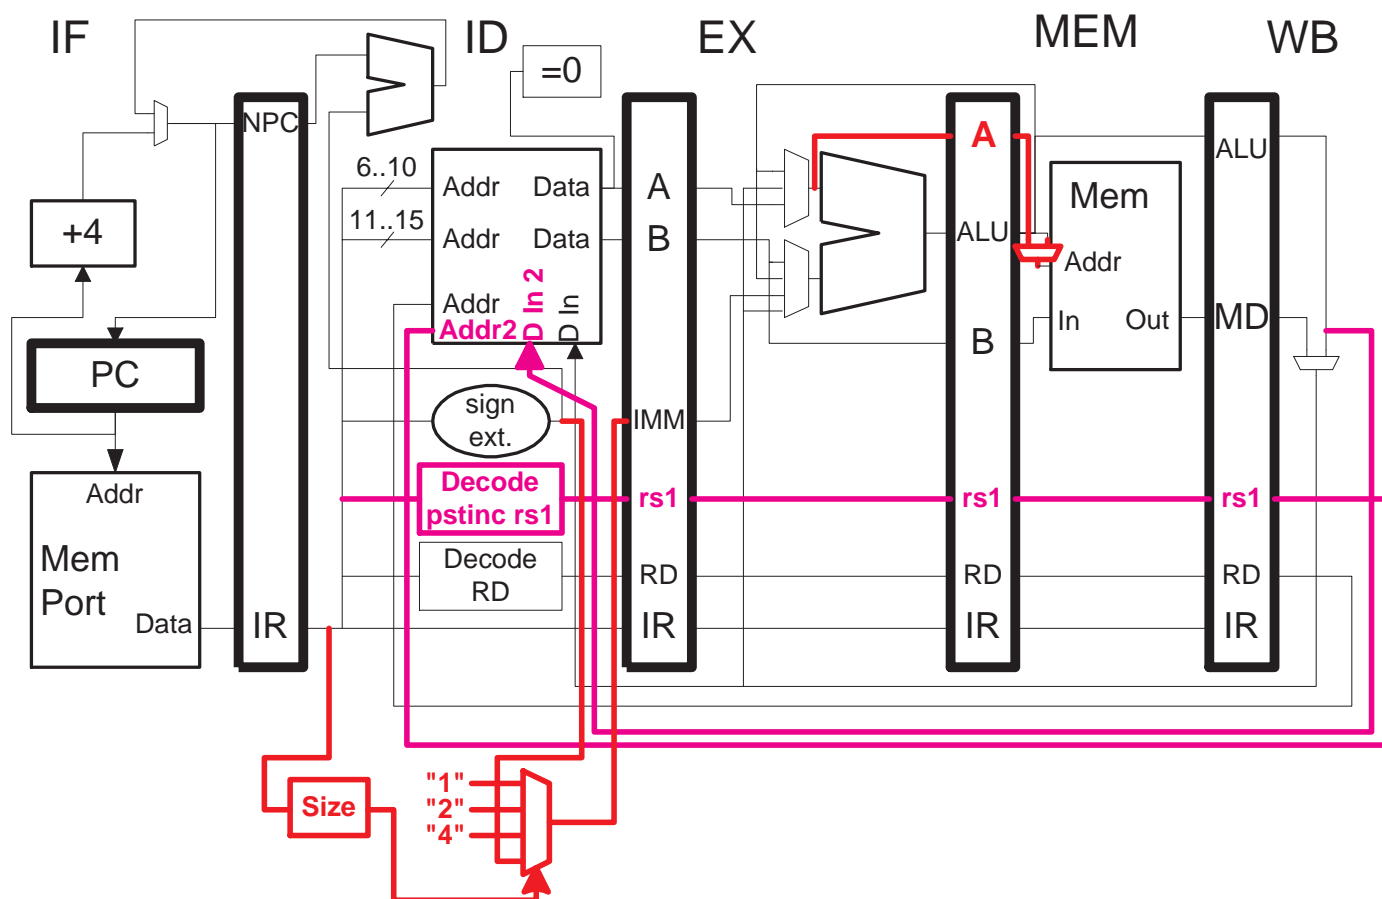 IF
ID
EX
MEM
WB
=0
NPC
6..10
Addr
Data
11..15
Addr
Data
Addr
Addr2
D In 2
D In
+4
PC
Addr
Mem
Port
Data
IR
sign
ext.
Decode
pstinc rs1
Decode
RD
A
B
IMM
rs1
RD
IR
A
ALU
B
rs1
RD
IR
Mem
Addr
In
Out
ALU
MD
rs1
RD
IR
Size
"1"
"2"
"4"